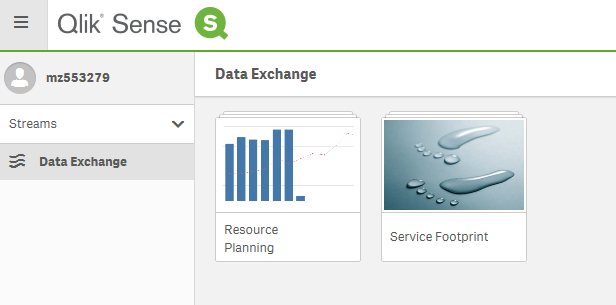 Qlik Sense
mz553279
Data Exchange
Streams
Data Exchange
Resource
Planning
Service Footprint